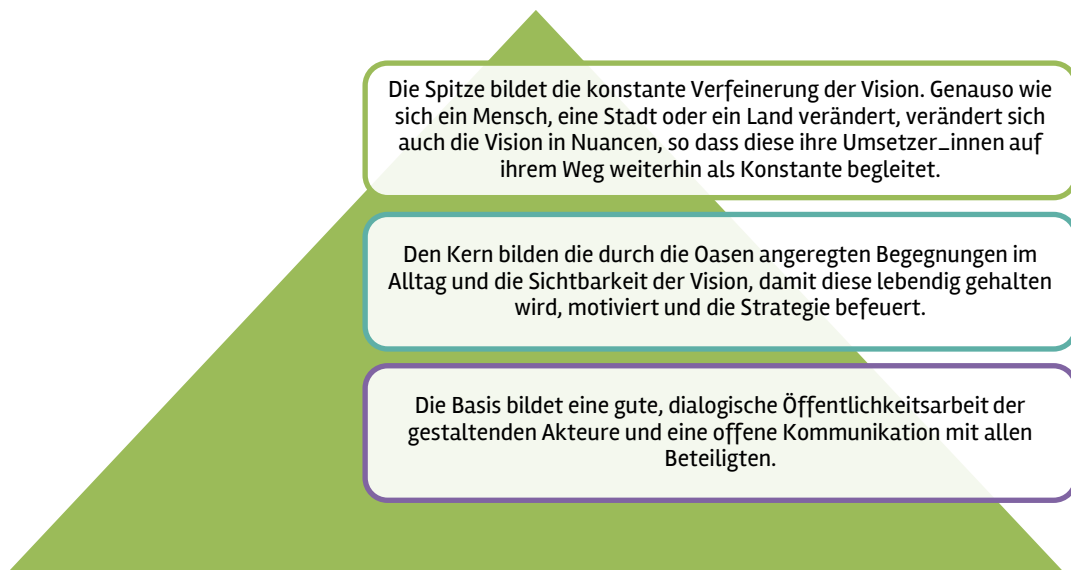 Die Spitze bildet die konstante Verfeinerung der Vision. Genauso wie
sich ein Mensch, eine Stadt oder ein Land verändert, verändert sich
auch die Vision in Nuancen, so dass diese ihre Umsetzer_innen auf
ihrem Weg weiterhin als Konstante begleitet.
Den Kern bilden die durch die Oasen angeregten Begegnungen im
Alltag und die Sichtbarkeit der Vision, damit diese lebendig gehalten
wird, motiviert und die Strategie befeuert.
Die Basis bildet eine gute, dialogische Öffentlichkeitsarbeit der
gestaltenden Akteure und eine offene Kommunikation mit allen
Beteiligten.